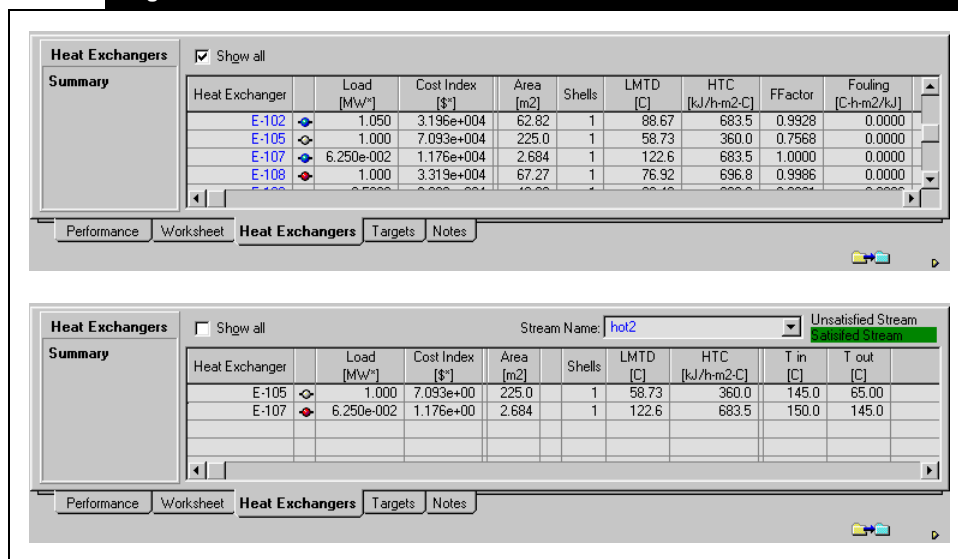 Heat Exchangers Show all
Summary
Heat Exchanger Load [MW*] Cost Index [$*] Area [m2] Shells LMTD [C] HTC [kJ/h-m2-C] FFactor Fouling [C-h-m2/kJ]
E-102 1.050 3.196e+004 62.82 1 88.67 683.5 0.9928 0.0000
E-105 1.000 7.093e+004 225.0 1 58.73 360.0 0.7568 0.0000
E-107 6.250e-002 1.176e+004 2.684 1 122.6 683.5 1.0000 0.0000
E-108 1.000 3.319e+004 67.27 1 76.92 696.8 0.9986 0.0000
Performance Worksheet Heat Exchangers Targets Notes
Heat Exchangers Show all Stream Name: hot2 Unsatisfied Stream
Satisifed Stream
Summary
Heat Exchanger Load [MW*] Cost Index [$*] Area [m2] Shells LMTD [C] HTC [kJ/h-m2-C] T in [C] T out [C]
E-105 1.000 7.093e+00 225.0 1 58.73 360.0 145.0 65.00
E-107 6.250e-002 1.176e+00 2.684 1 122.6 683.5 150.0 145.0
Performance Worksheet Heat Exchangers Targets Notes